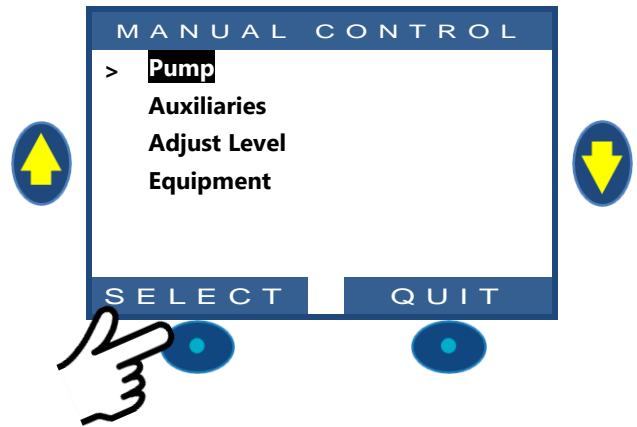 MANUAL CONTROL
> Pump
Auxiliaries
Adjust Level
Equipment
SELECT QUIT